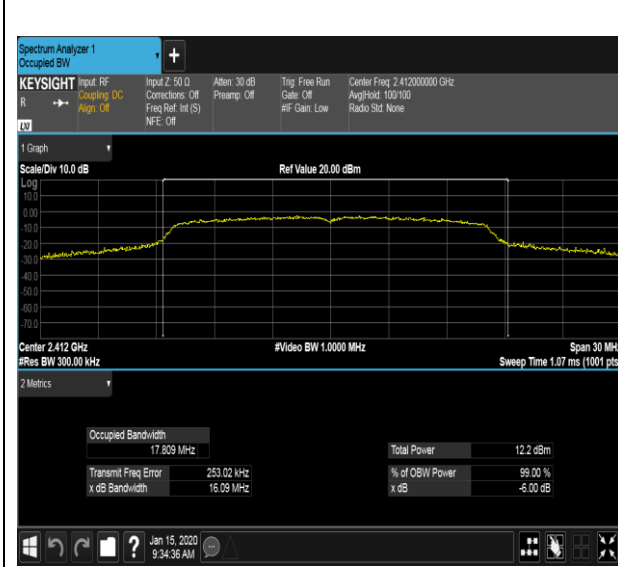 Spectrum Analyzer 1
Occupied BW
+
KEYSIGHT
R
LXI
Input: RF
Coupling: DC
Align: Off
Input Z: 50 Ω
Corrections: Off
Freq Ref: Int (S)
NFE: Off
Atten: 30 dB
Preamp: Off
Trig: Free Run
Gate: Off
#IF Gain: Low
Center Freq: 2.412000000 GHz
Avg|Hold: 100/100
Radio Std: None
1 Graph
Scale/Div 10.0 dB
Ref Value 20.00 dBm
Log
10.0
0.00
-10.0
-20.0
-30.0
-40.0
-50.0
-60.0
-70.0
Center 2.412 GHz
#Video BW 1.0000 MHz
Span 30 MHz
#Res BW 300.00 kHz
Sweep Time 1.07 ms (1001 pts
2 Metrics
Occupied Bandwidth
17.809 MHz
Transmit Freq Error 253.02 kHz
x dB Bandwidth 16.09 MHz
Total Power 12.2 dBm
% of OBW Power 99.00 %
x dB -6.00 dB
?
Jan 15, 2020
9:34:36 AM